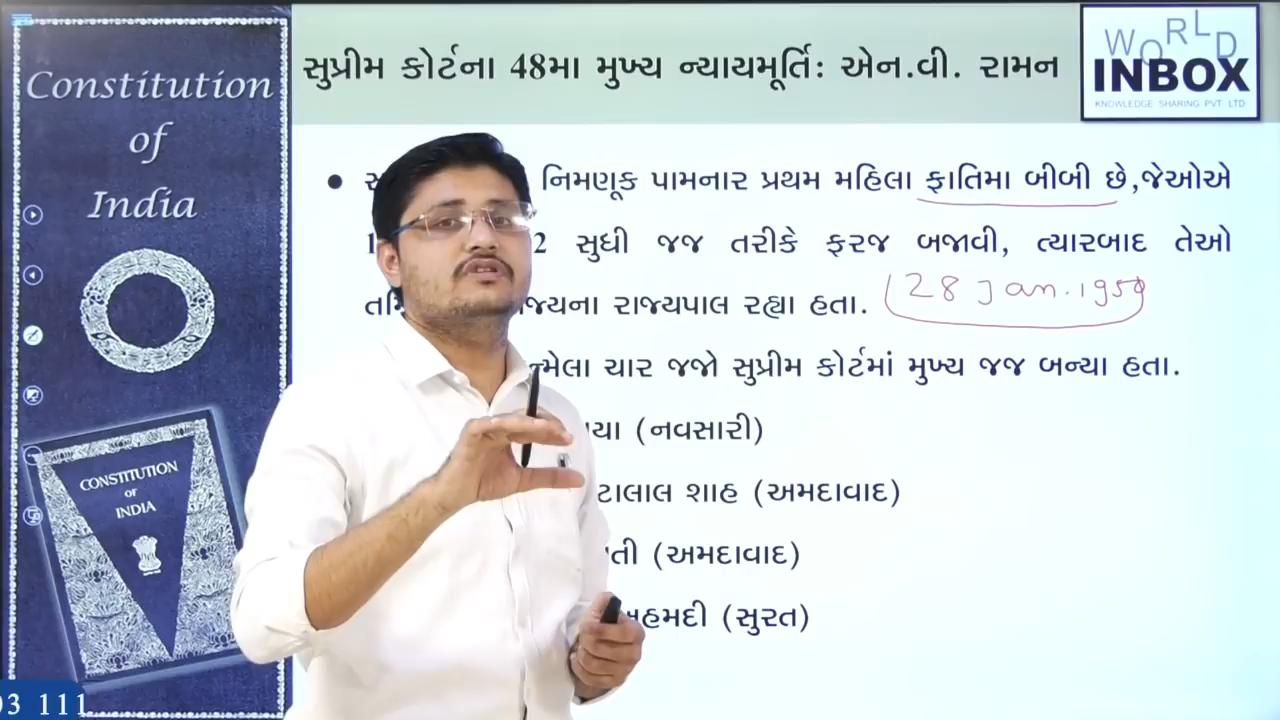 Constitution
of
India
CONSTITUTION
OF
INDIA
03 111
સુપ્રીમ કોર્ટના 48મા મુખ્ય ન્યાયમૂર્તિઃ એન.વી. રામન
WORLD
INBOX
KNOWLEDGE SHARING PVT. LTD.
નિમણૂક પામનાર પ્રથમ મહિલા ફાતિમા બીબી છે,જેઓએ
2 સુધી જજ તરીકે ફરજ બજાવી, ત્યારબાદ તેઓ
રાજ્યપાલ રહ્યા હતા. 28 Jan. 1950
ચાર જજો સુપ્રીમ કોર્ટમાં મુખ્ય જજ બન્યા હતા.
(નવસારી)
શાહ (અમદાવાદ)
(અમદાવાદ)
(સુરત)